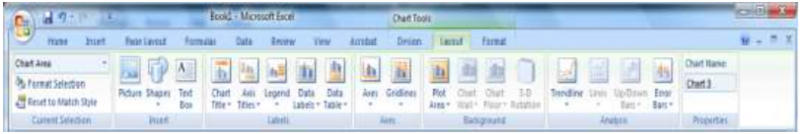 Book1 - Microsoft Excel Chart Tools
Home Insert Page Layout Formulas Data Review View Acrobat Design Layout Format
Chart Area
Format Selection
Reset to Match Style
Current Selection
Picture Shapes Text Box
Insert
Chart Title Axis Titles Legend Data Labels Data Table
Labels
Axes Gridlines
Axes
Plot Area Chart Wall Chart Floor 3-D Rotation
Background
Trendline Lines Up/Down Bars Error Bars
Analysis
Chart Name:
Chart 3
Properties